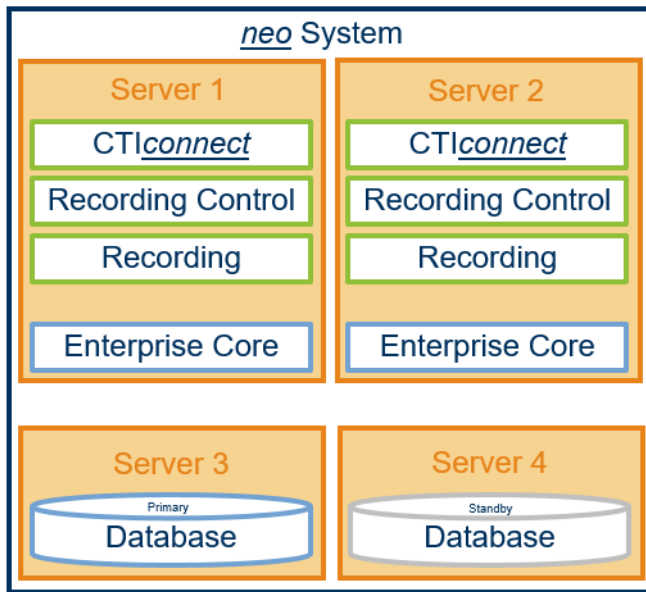 neo System
Server 1
CTIconnect
Recording Control
Recording
Enterprise Core
Server 2
CTIconnect
Recording Control
Recording
Enterprise Core
Server 3
Primary
Database
Server 4
Standby
Database